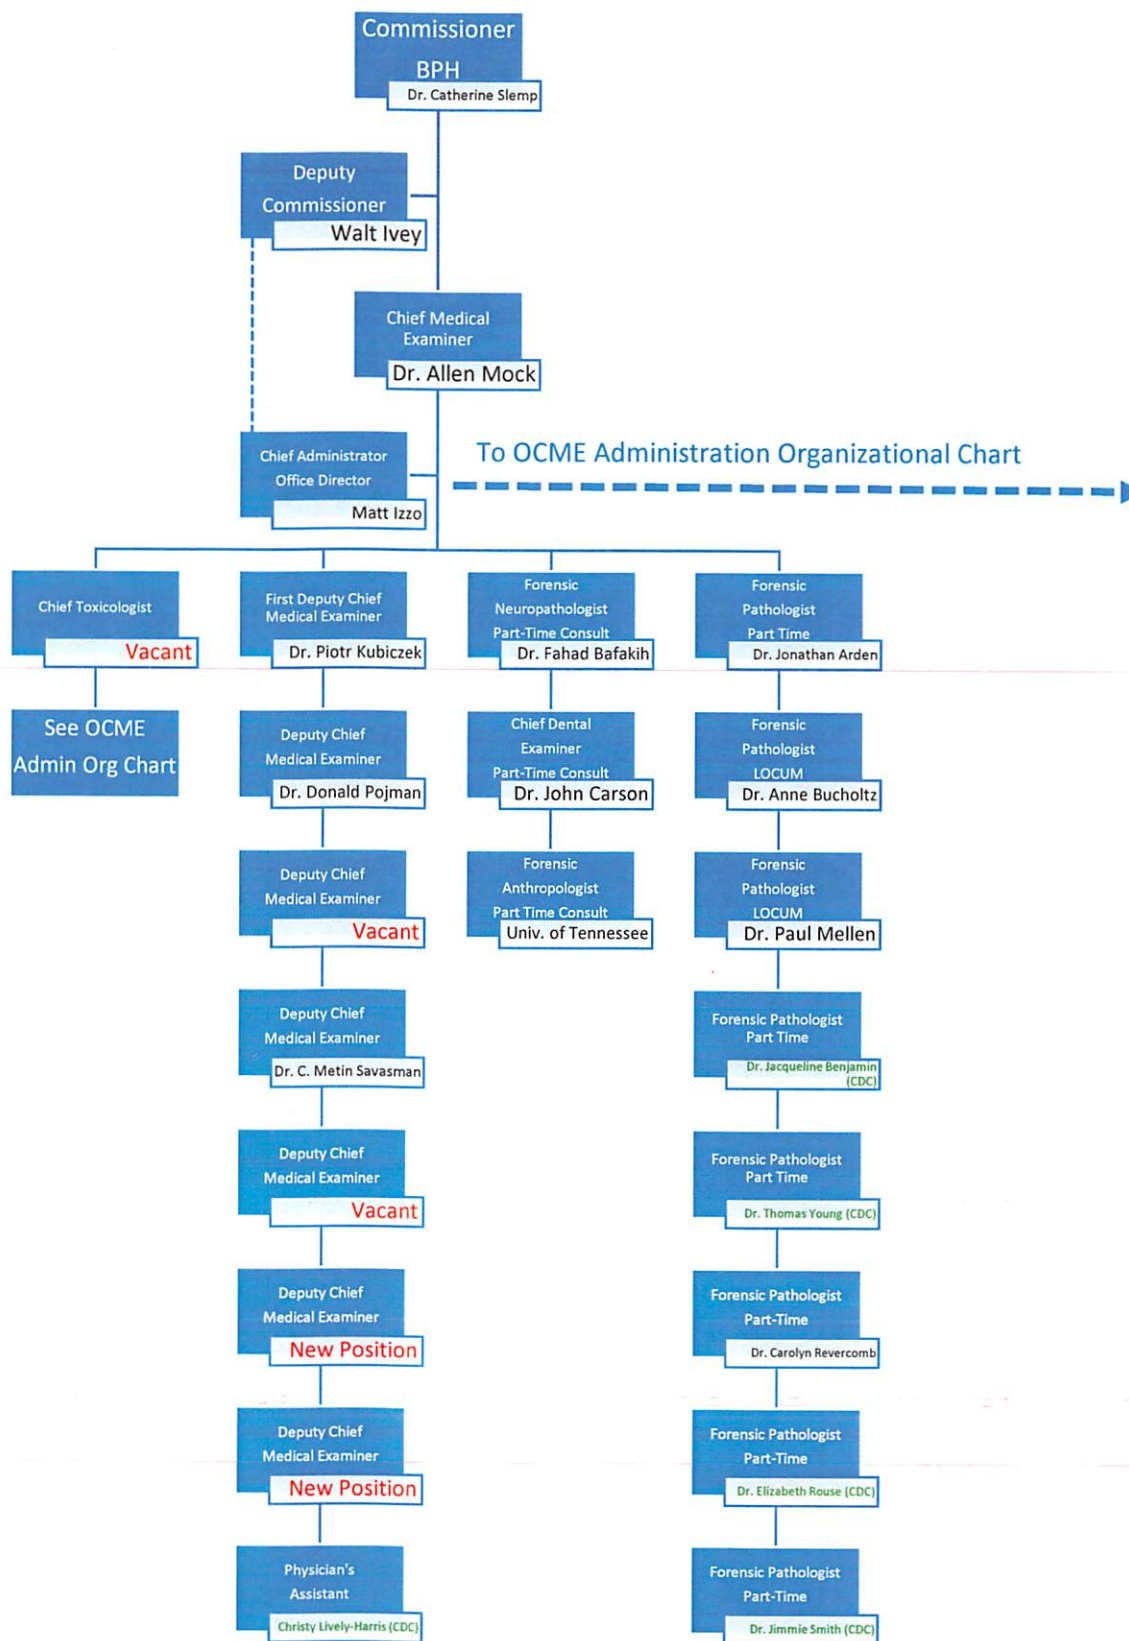 Commissioner
BPH
Dr. Catherine Slemp
Deputy
Commissioner
Walt Ivey
Chief Medical
Examiner
Dr. Allen Mock
Chief Administrator
Office Director
Matt Izzo
To OCME Administration Organizational Chart
Chief Toxicologist
Vacant
See OCME
Admin Org Chart
First Deputy Chief
Medical Examiner
Dr. Piotr Kubiczek
Deputy Chief
Medical Examiner
Dr. Donald Pojman
Deputy Chief
Medical Examiner
Vacant
Deputy Chief
Medical Examiner
Dr. C. Metin Savasman
Deputy Chief
Medical Examiner
Vacant
Deputy Chief
Medical Examiner
New Position
Deputy Chief
Medical Examiner
New Position
Physician's
Assistant
Christy Lively-Harris (CDC)
Forensic
Neuropathologist
Part-Time Consult
Dr. Fahad Bafakih
Chief Dental
Examiner
Part-Time Consult
Dr. John Carson
Forensic
Anthropologist
Part Time Consult
Univ. of Tennessee
Forensic
Pathologist
Part Time
Dr. Jonathan Arden
Forensic
Pathologist
LOCUM
Dr. Anne Bucholtz
Forensic
Pathologist
LOCUM
Dr. Paul Mellen
Forensic Pathologist
Part Time
Dr. Jacqueline Benjamin
(CDC)
Forensic Pathologist
Part Time
Dr. Thomas Young (CDC)
Forensic Pathologist
Part-Time
Dr. Carolyn Revercomb
Forensic Pathologist
Part-Time
Dr. Elizabeth Rouse (CDC)
Forensic Pathologist
Part-Time
Dr. Jimmie Smith (CDC)